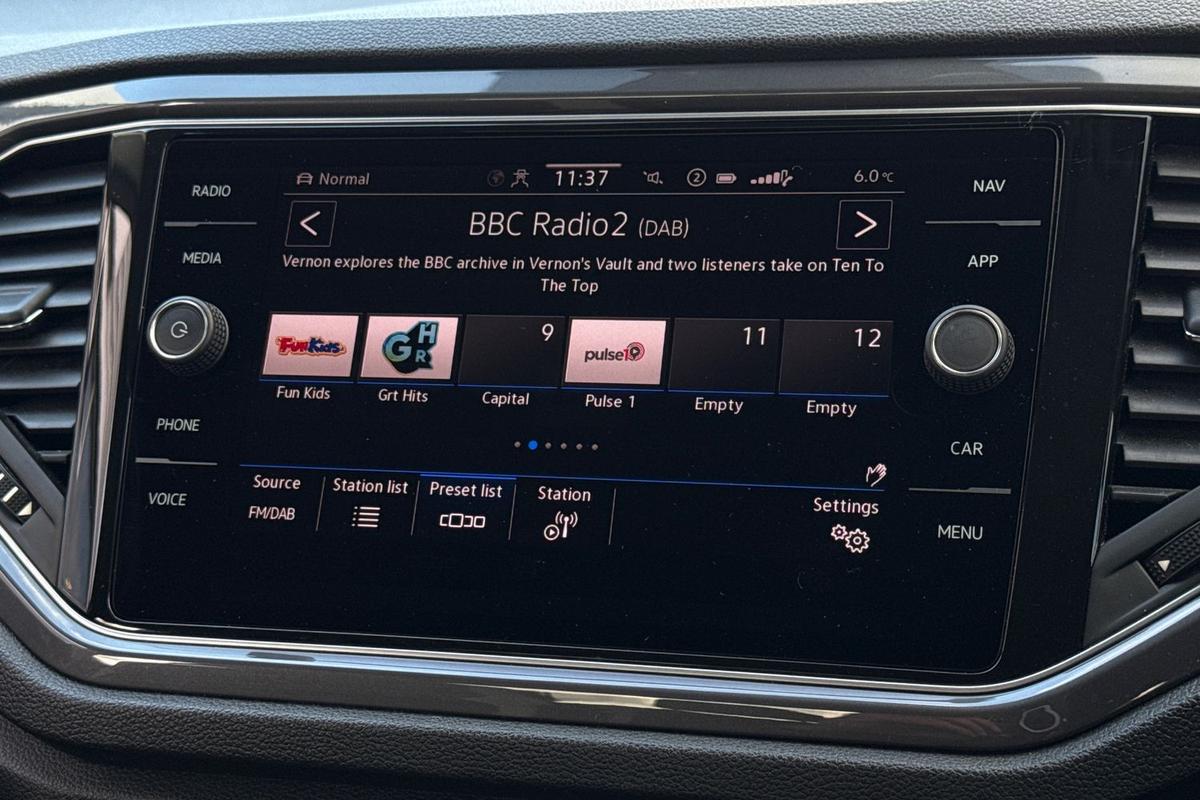 RADIO
Normal
11:37
2
6.0°C
NAV
BBC Radio2 (DAB)
MEDIA
APP
Vernon explores the BBC archive in Vernon's Vault and two listeners take on Ten To
The Top
FUN KIDS
GHR
9
pulse1
11
12
Fun Kids
Grt Hits
Capital
Pulse 1
Empty
Empty
PHONE
CAR
VOICE
Source
FM/DAB
Station list
Preset list
Station
Settings
MENU